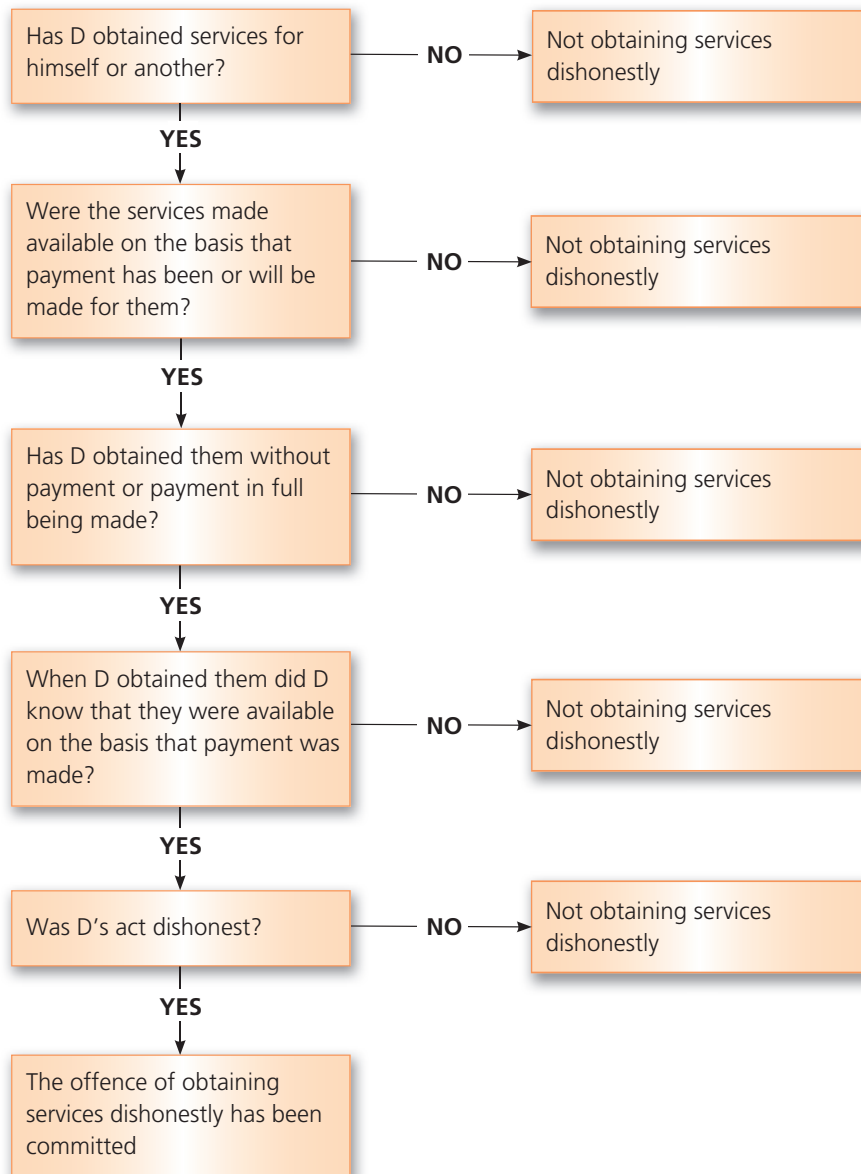 Has D obtained services for
himself or another?
NO
Not obtaining services
dishonestly
YES
Were the services made
available on the basis that
payment has been or will be
made for them?
NO
Not obtaining services
dishonestly
YES
Has D obtained them without
payment or payment in full
being made?
NO
Not obtaining services
dishonestly
YES
When D obtained them did D
know that they were available
on the basis that payment was
made?
NO
Not obtaining services
dishonestly
YES
Was D’s act dishonest?
NO
Not obtaining services
dishonestly
YES
The offence of obtaining
services dishonestly has been
committed